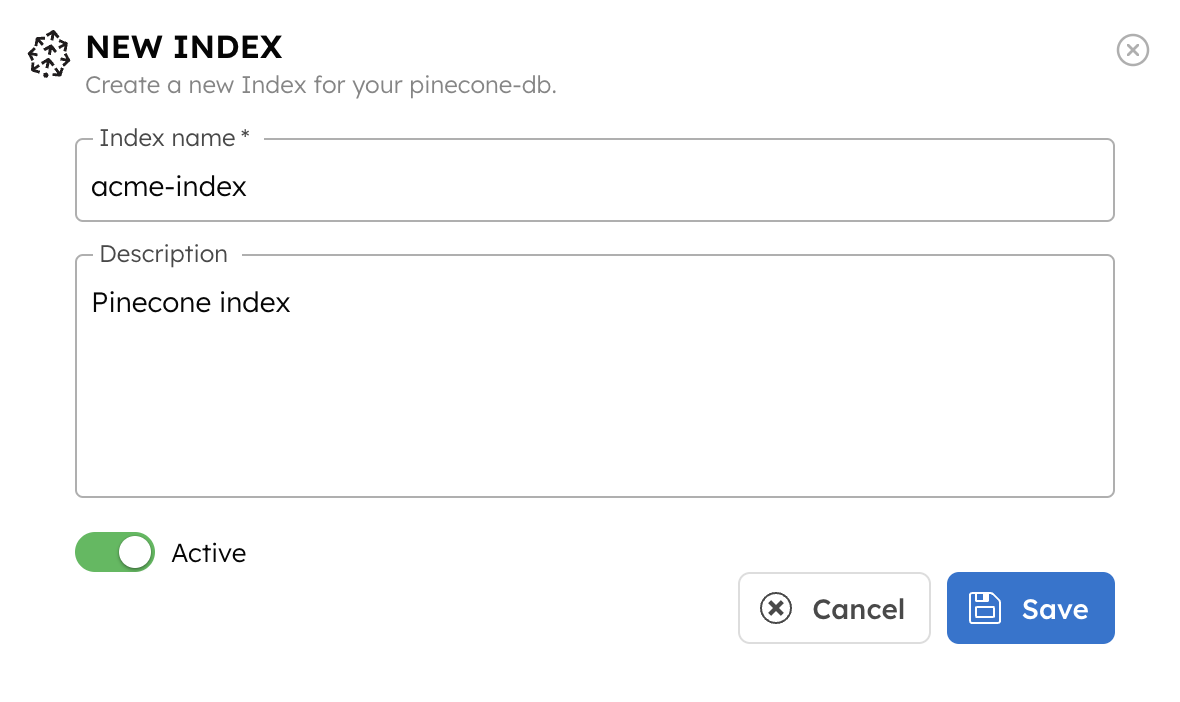 NEW INDEX
Create a new Index for your pinecone-db.
Index name *
acme-index
Description
Pinecone index
Active
Cancel
Save